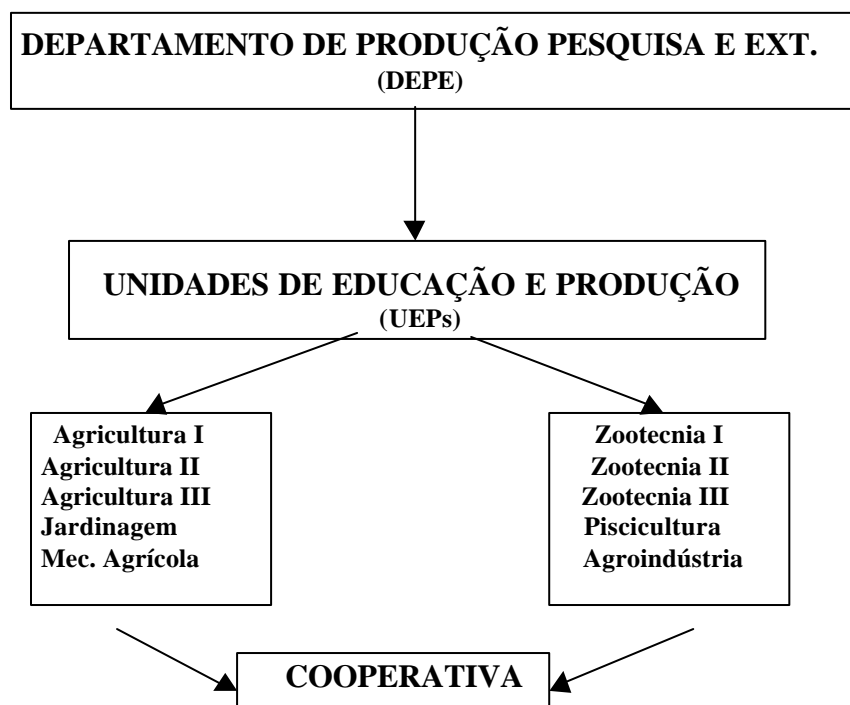 DEPARTAMENTO DE PRODUÇÃO PESQUISA E EXT.
(DEPE)
UNIDADES DE EDUCAÇÃO E PRODUÇÃO
(UEPs)
Agricultura I
Agricultura II
Agricultura III
Jardinagem
Mec. Agrícola
Zootecnia I
Zootecnia II
Zootecnia III
Piscicultura
Agroindústria
COOPERATIVA